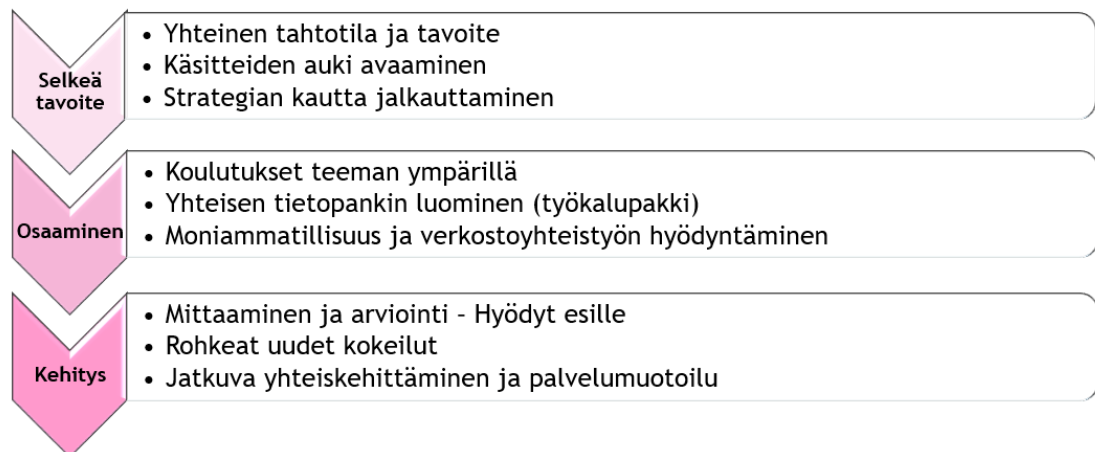 Selkeä
tavoite
• Yhteinen tahtotila ja tavoite
• Käsitteiden auki avaaminen
• Strategian kautta jalkauttaminen
Osaaminen
• Koulutukset teeman ympärillä
• Yhteisen tietopankin luominen (työkalupakki)
• Moniammatillisuus ja verkostoyhteistyön hyödyntäminen
Kehitys
• Mittaaminen ja arviointi – Hyödyt esille
• Rohkeat uudet kokeilut
• Jatkuva yhteiskehittäminen ja palvelumuotoilu